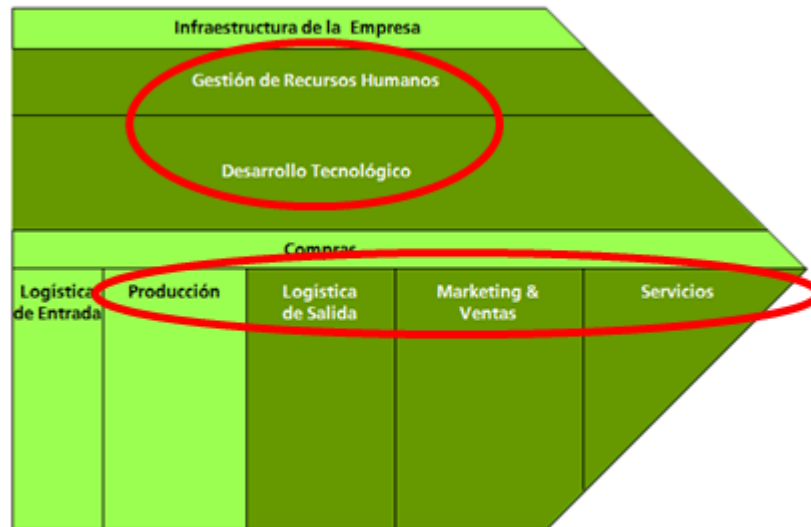 Infraestructura de la Empresa
Gestión de Recursos Humanos
Desarrollo Tecnológico
Compras
Logística
de Entrada
Producción
Logística
de Salida
Marketing &
Ventas
Servicios